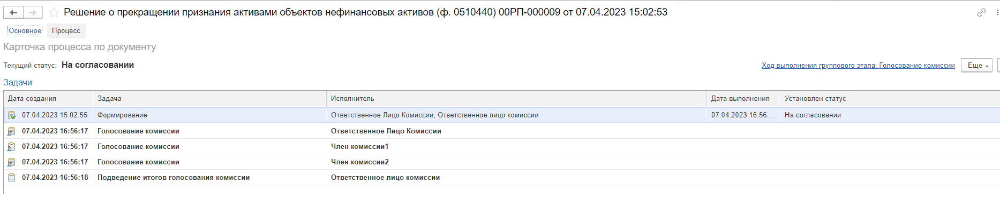 Решение о прекращении признания активами объектов нефинансовых активов (ф. 0510440) 00РП-000009 от 07.04.2023 15:02:53
Основное Процесс
Карточка процесса по документу
Текущий статус: На согласовании Ход выполнения группового этапа: Голосование комиссии Еще
Задачи
Дата создания Задача Исполнитель Дата выполнения Установлен статус
07.04.2023 15:02:55 Формирование Ответственное Лицо Комиссии, Ответственное лицо комиссии 07.04.2023 16:56:... На согласовании
07.04.2023 16:56:17 Голосование комиссии Ответственное Лицо Комиссии
07.04.2023 16:56:17 Голосование комиссии Член комиссии1
07.04.2023 16:56:17 Голосование комиссии Член комиссии2
07.04.2023 16:56:18 Подведение итогов голосования комиссии Ответственное лицо комиссии